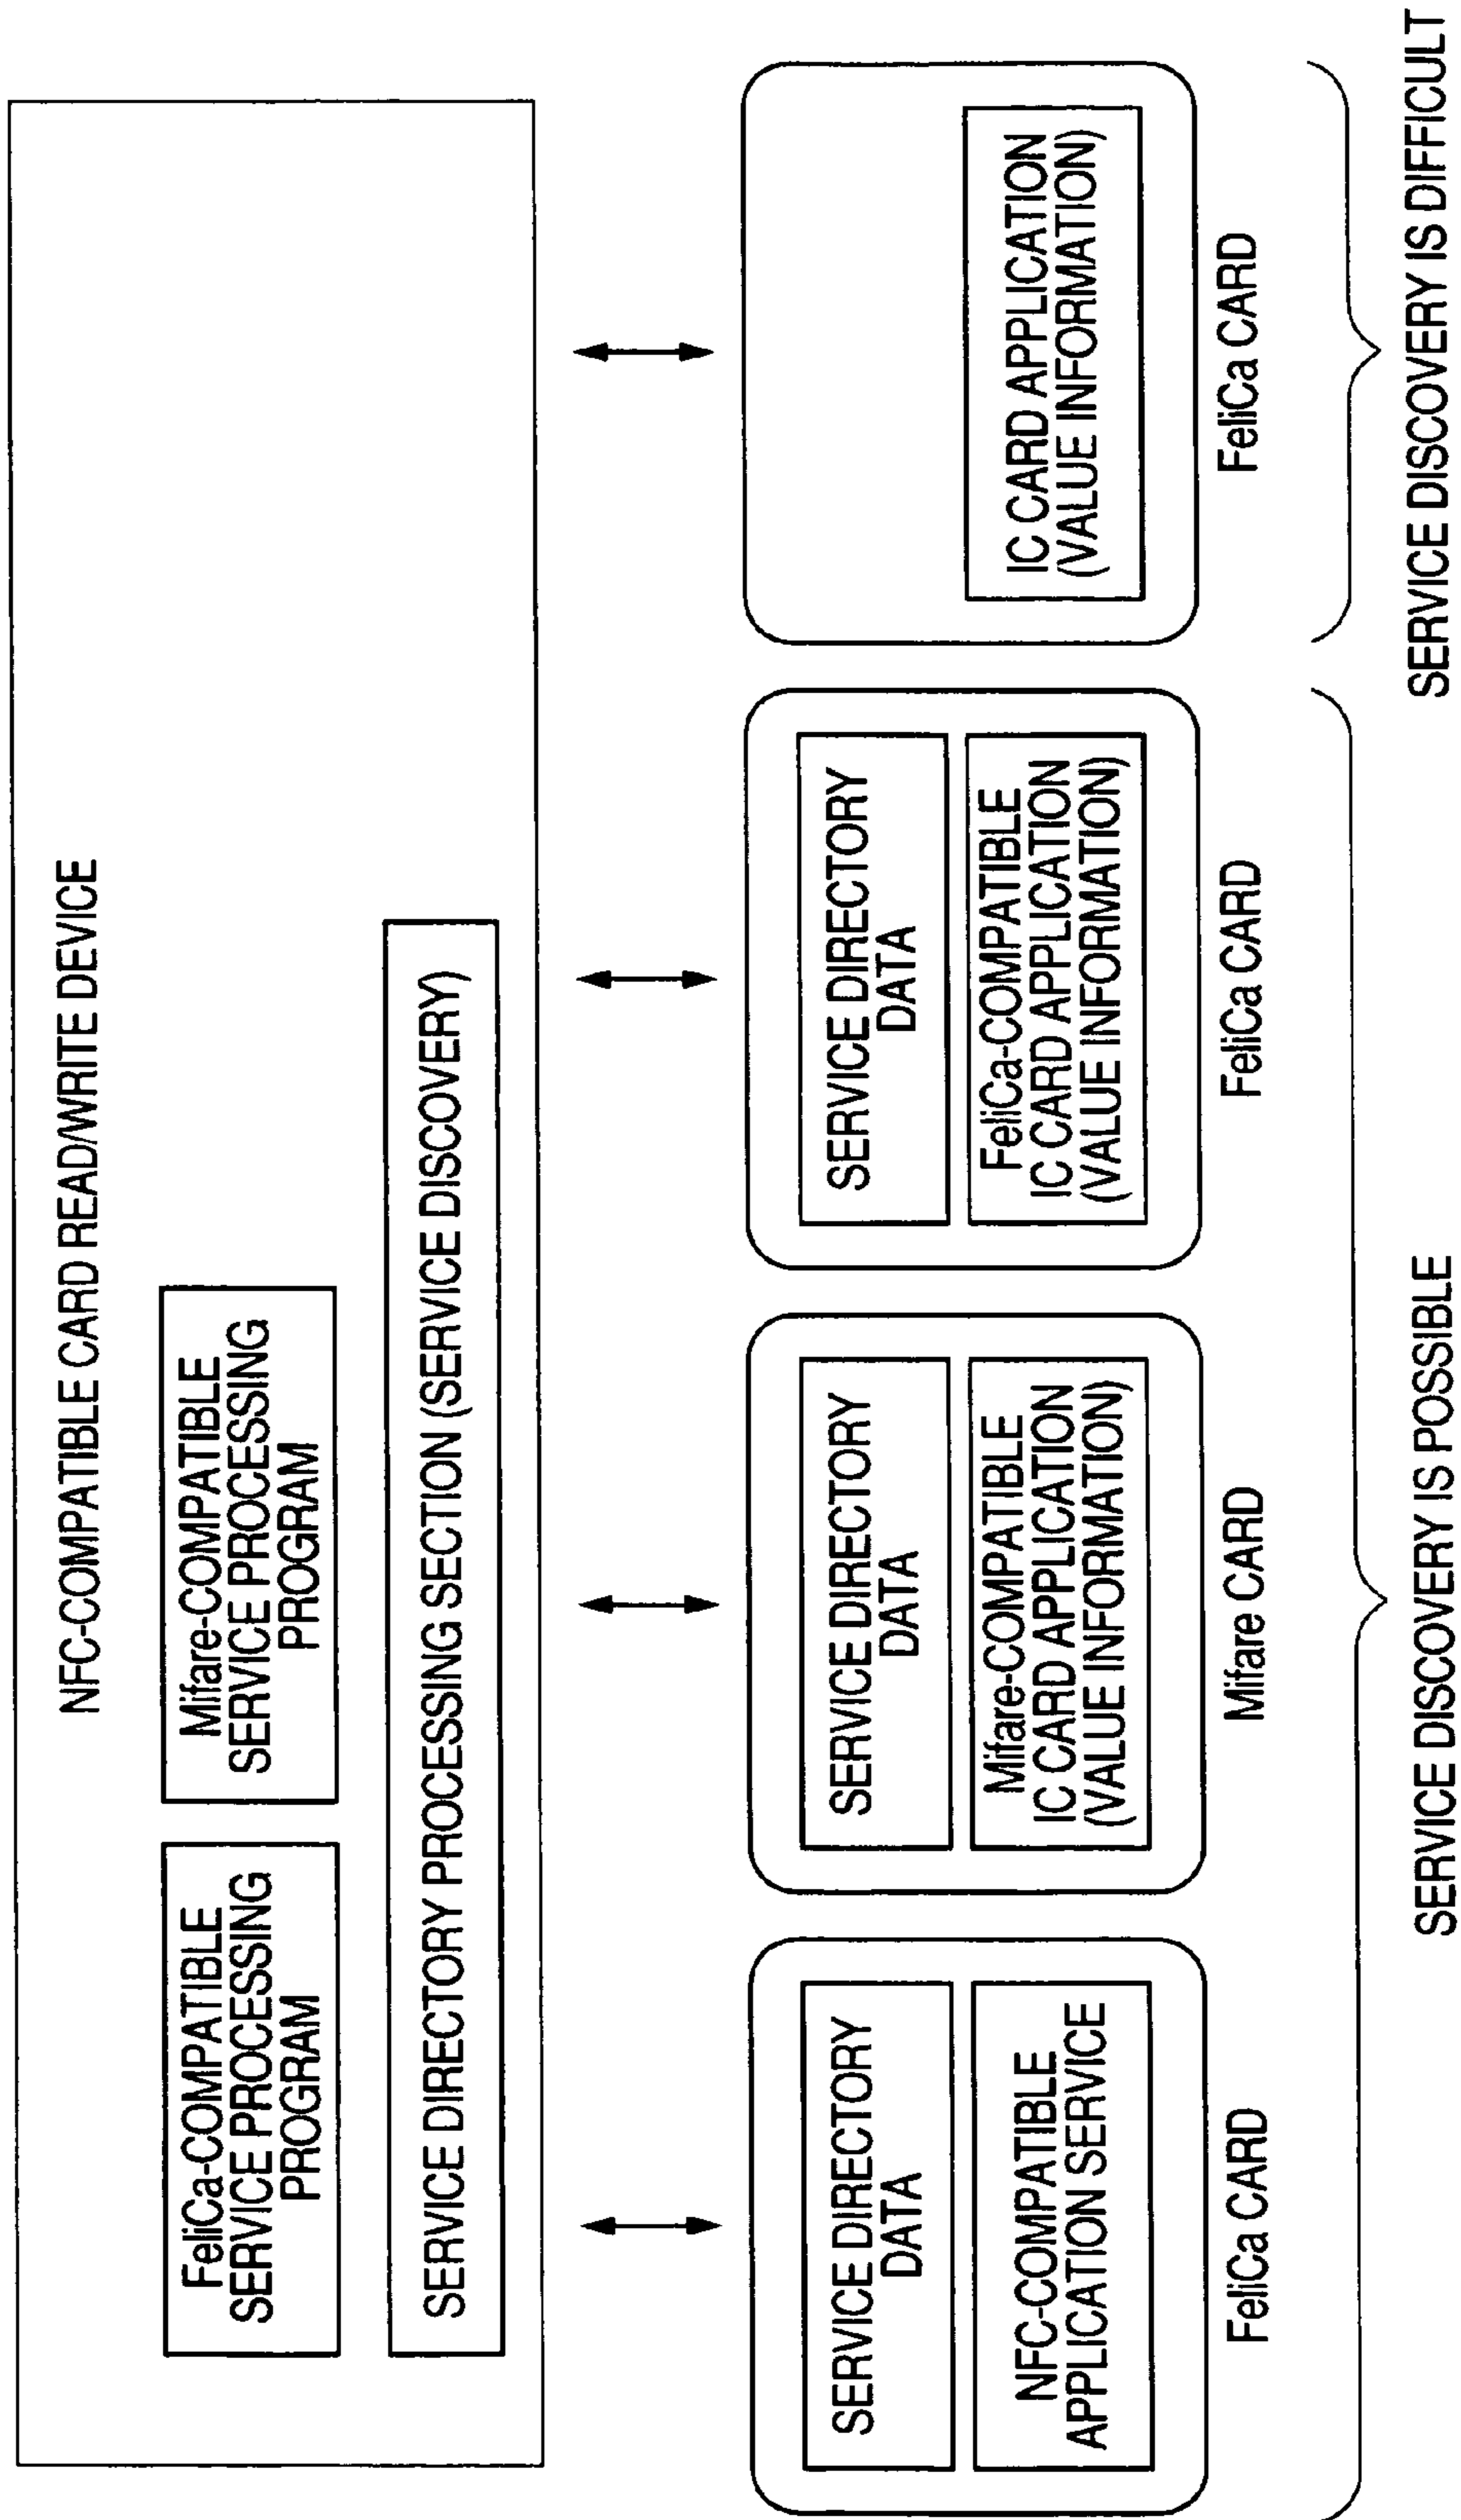 NFC-COMPATIBLE CARD READ/WRITE DEVICE
FeliCa-COMPATIBLE
SERVICE PROCESSING
PROGRAM
Mifare-COMPATIBLE
SERVICE PROCESSING
PROGRAM
SERVICE DIRECTORY PROCESSING SECTION (SERVICE DISCOVERY)
SERVICE DIRECTORY
DATA
NFC-COMPATIBLE
APPLICATION SERVICE
FeliCa CARD
SERVICE DIRECTORY
DATA
Mifare-COMPATIBLE
IC CARD APPLICATION
(VALUE INFORMATION)
Mifare CARD
SERVICE DIRECTORY
DATA
FeliCa-COMPATIBLE
IC CARD APPLICATION
(VALUE INFORMATION)
FeliCa CARD
IC CARD APPLICATION
(VALUE INFORMATION)
FeliCa CARD
SERVICE DISCOVERY IS POSSIBLE
SERVICE DISCOVERY IS DIFFICULT